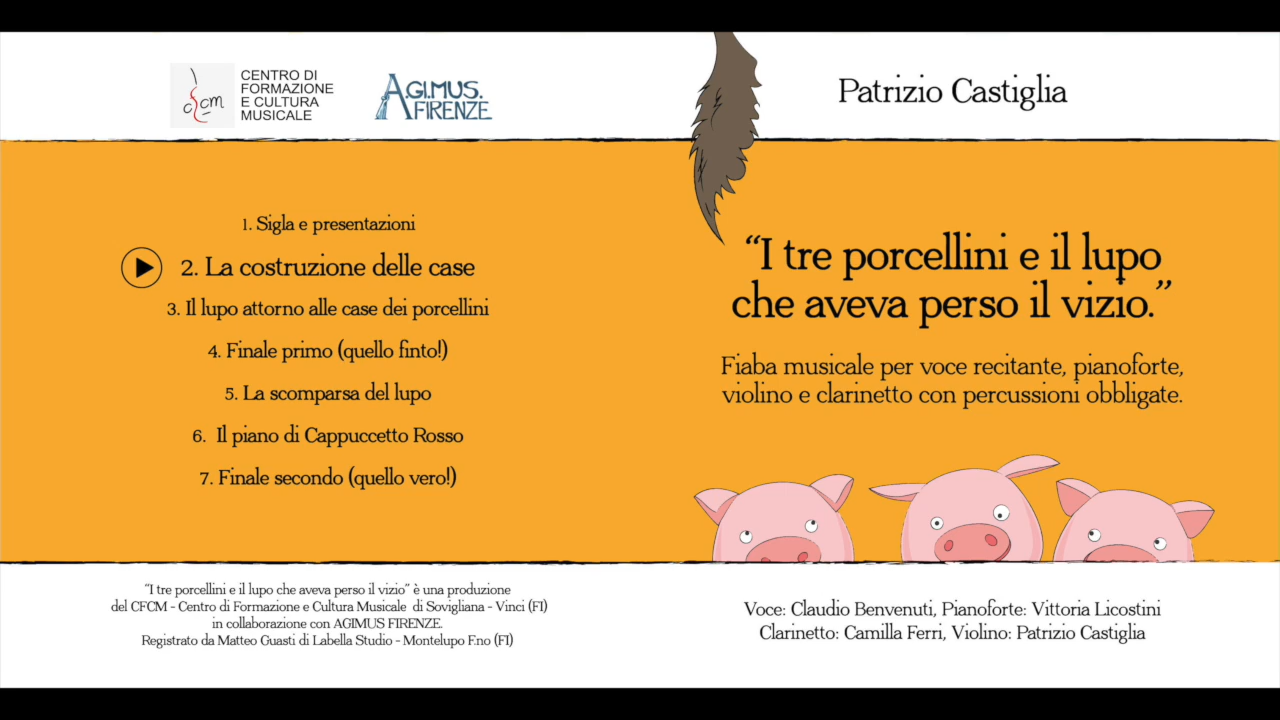 cfcm
CENTRO DI
FORMAZIONE
E CULTURA
MUSICALE
A.GI.MUS.
FIRENZE
1. Sigla e presentazioni
2. La costruzione delle case
3. Il lupo attorno alle case dei porcellini
4. Finale primo (quello finto!)
5. La scomparsa del lupo
6. Il piano di Cappuccetto Rosso
7. Finale secondo (quello vero!)
“I tre porcellini e il lupo che aveva perso il vizio” è una produzione
del CFCM - Centro di Formazione e Cultura Musicale di Sovigliana - Vinci (FI)
in collaborazione con AGIMUS FIRENZE.
Registrato da Matteo Guasti di Labella Studio - Montelupo F.no (FI)
Patrizio Castiglia
“I tre porcellini e il lupo
che aveva perso il vizio.”
Fiaba musicale per voce recitante, pianoforte,
violino e clarinetto con percussioni obbligate.
Voce: Claudio Benvenuti, Pianoforte: Vittoria Licostini
Clarinetto: Camilla Ferri, Violino: Patrizio Castiglia